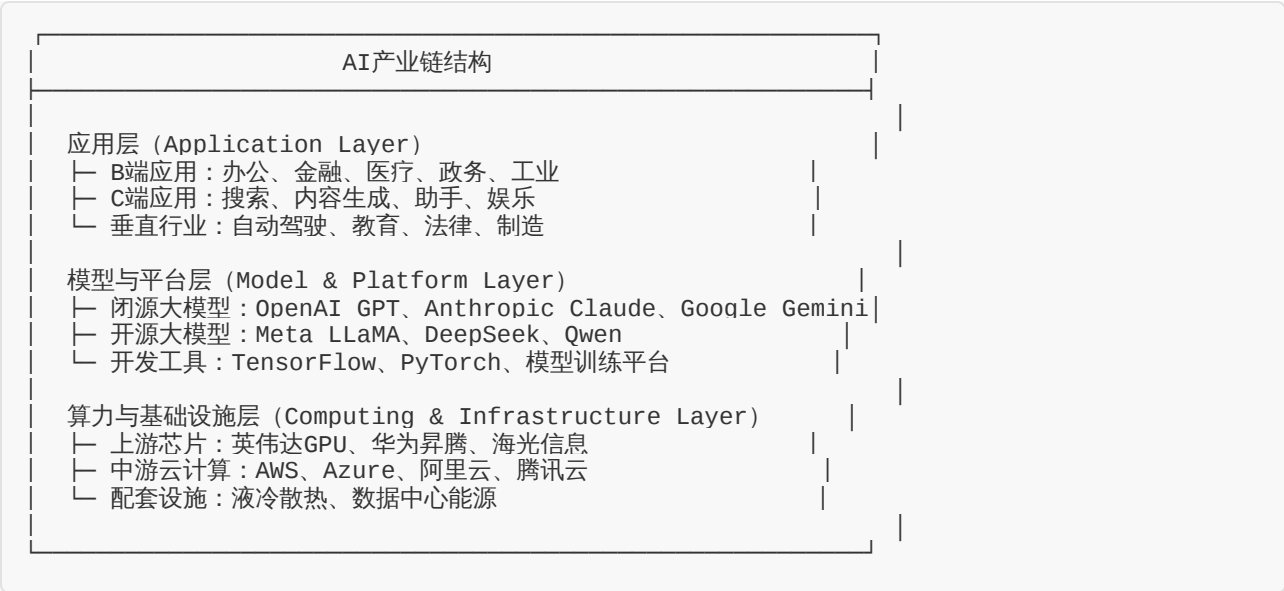 AI产业链结构
应用层（Application Layer）
├─ B端应用：办公、金融、医疗、政务、工业
├─ C端应用：搜索、内容生成、助手、娱乐
└─ 垂直行业：自动驾驶、教育、法律、制造
模型与平台层（Model & Platform Layer）
├─ 闭源大模型：OpenAI GPT、Anthropic Claude、Google Gemini
├─ 开源大模型：Meta LLaMA、DeepSeek、Qwen
└─ 开发工具：TensorFlow、PyTorch、模型训练平台
算力与基础设施层（Computing & Infrastructure Layer）
├─ 上游芯片：英伟达GPU、华为昇腾、海光信息
├─ 中游云计算：AWS、Azure、阿里云、腾讯云
└─ 配套设施：液冷散热、数据中心能源